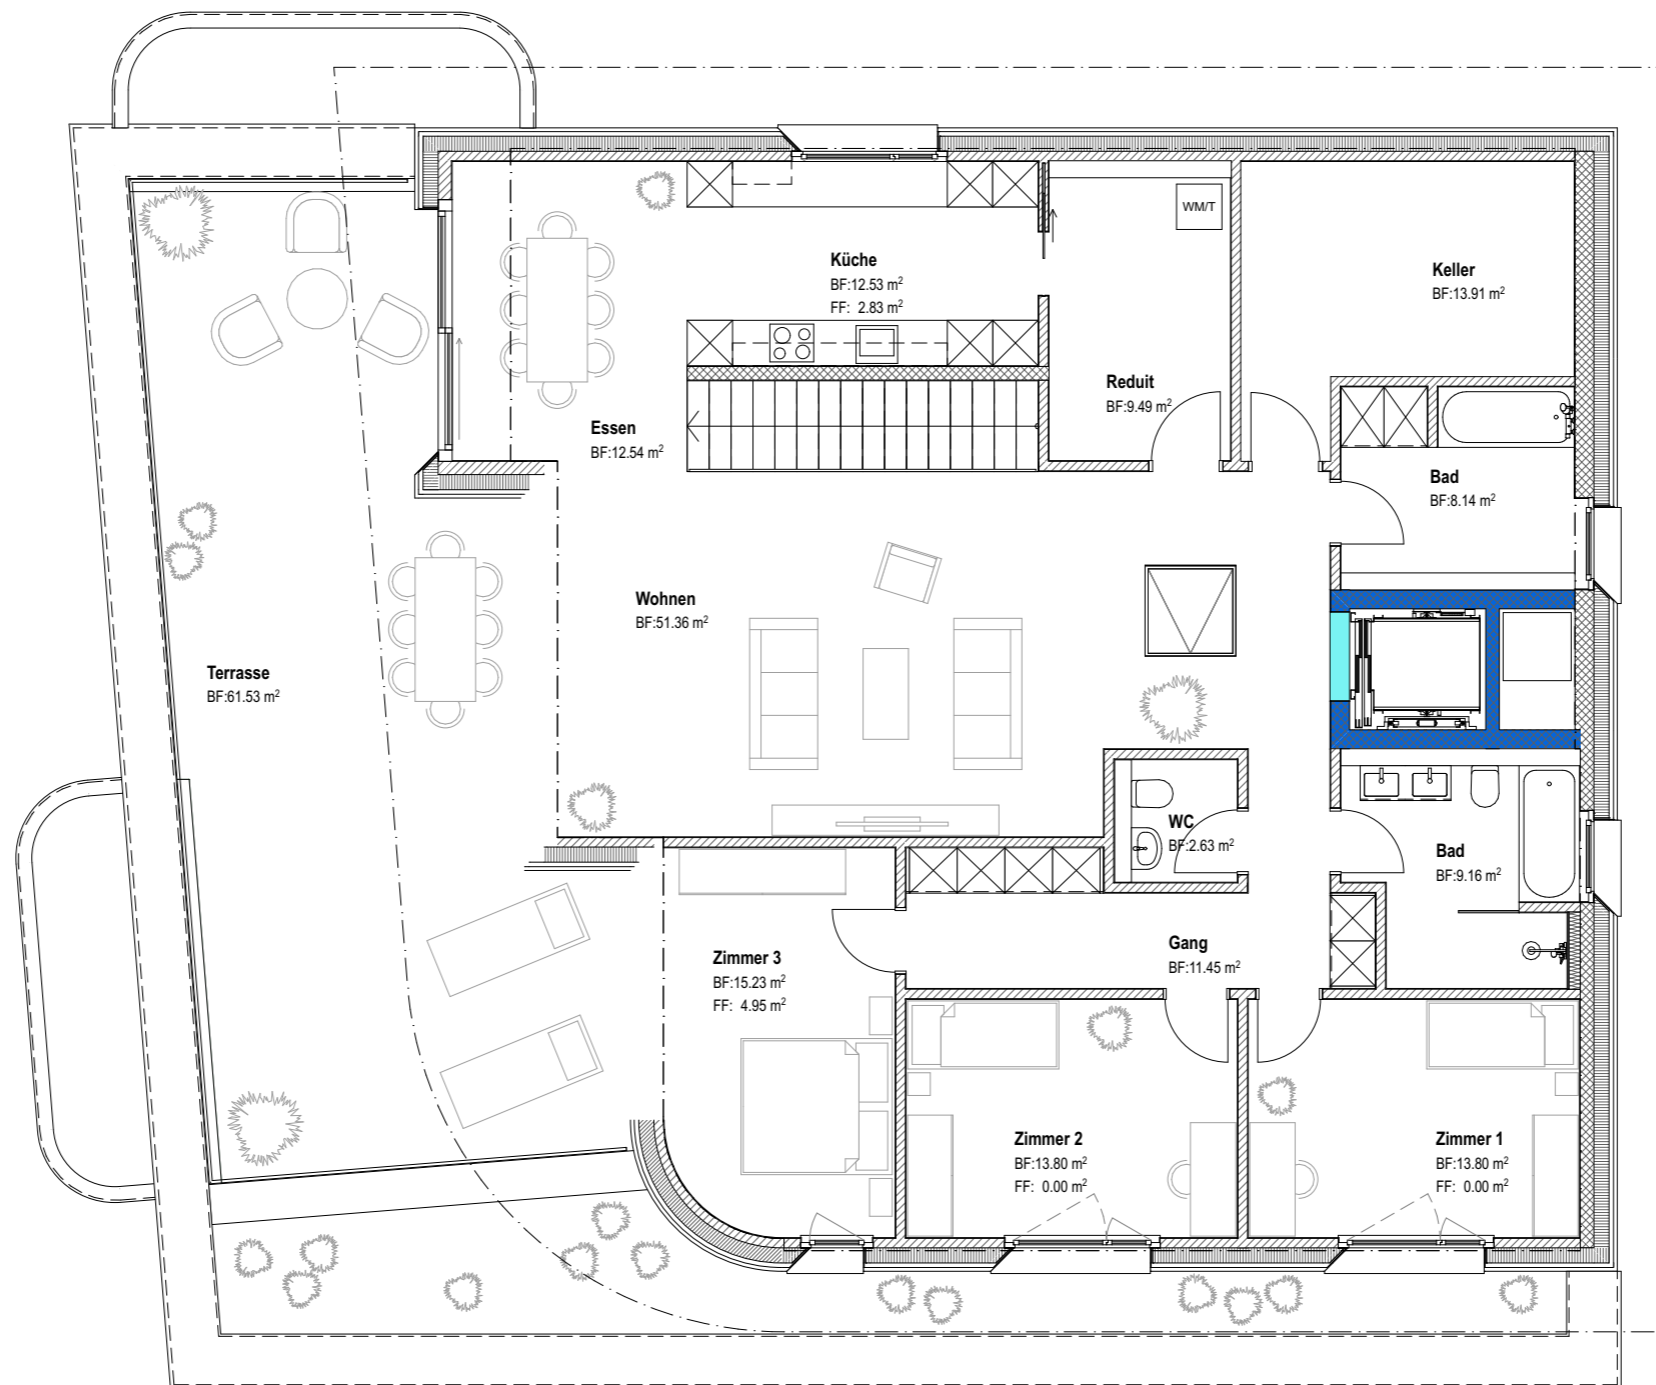 WM/T
Küche
BF:12.53 m²
FF: 2.83 m²
Keller
BF:13.91 m²
Reduit
BF:9.49 m²
Essen
BF:12.54 m²
Bad
BF:8.14 m²
Wohnen
BF:51.36 m²
Terrasse
BF:61.53 m²
WC
BF:2.63 m²
Bad
BF:9.16 m²
Zimmer 3
BF:15.23 m²
FF: 4.95 m²
Gang
BF:11.45 m²
Zimmer 2
BF:13.80 m²
FF: 0.00 m²
Zimmer 1
BF:13.80 m²
FF: 0.00 m²